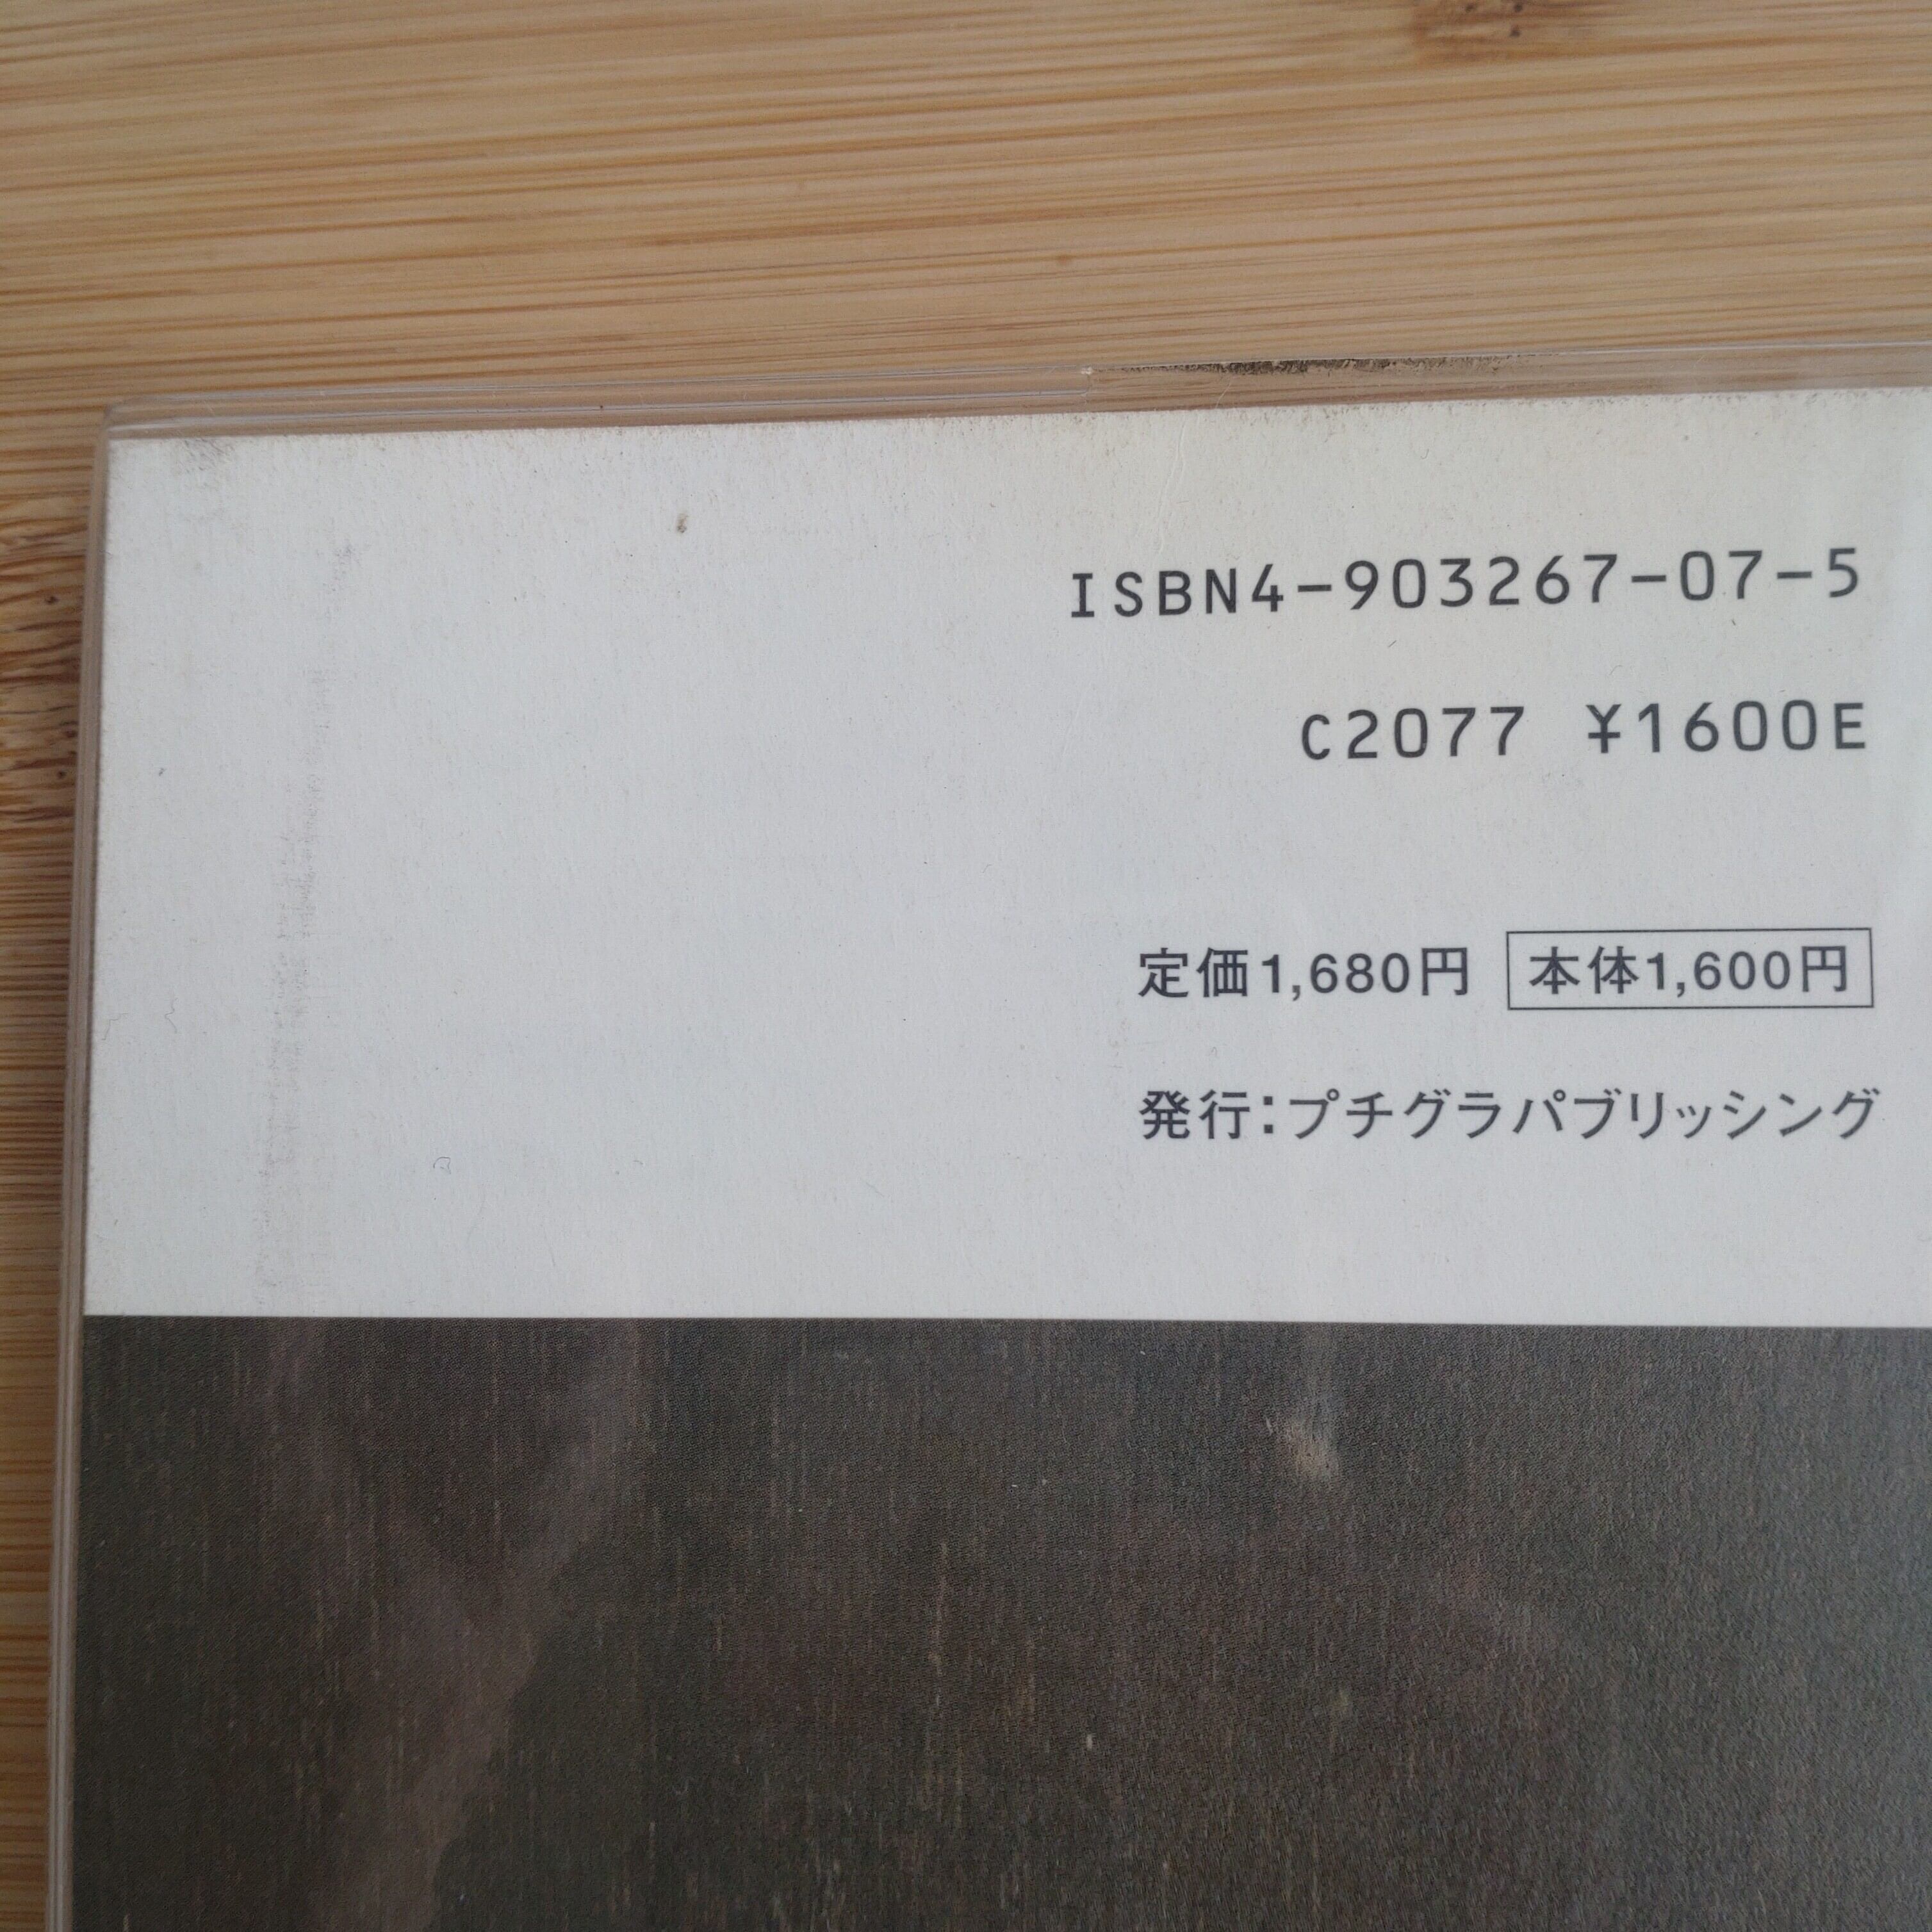 ISBN4-903267-07-5
C2077 ¥1600E
定価1,680円 本体1,600円
発行：プチグラパブリッシング